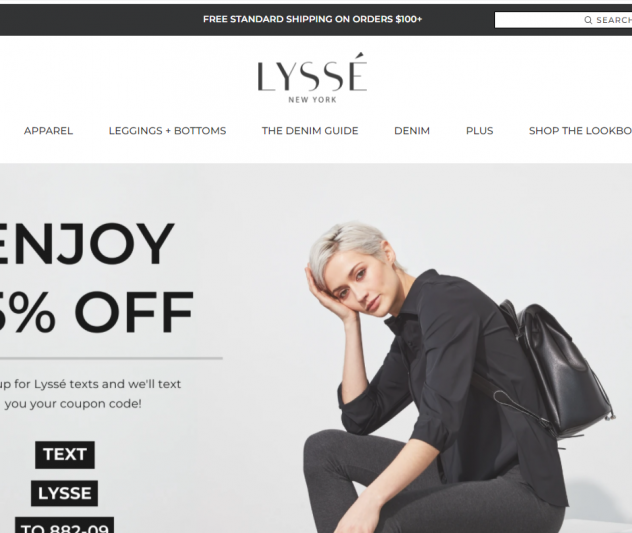 FREE STANDARD SHIPPING ON ORDERS $100+
SEARCH
LYSSÉ
NEW YORK
APPAREL LEGGINGS + BOTTOMS THE DENIM GUIDE DENIM PLUS SHOP THE LOOKBO
ENJOY
5% OFF
up for Lyssé texts and we'll text
you your coupon code!
TEXT
LYSSE
TO 882-09